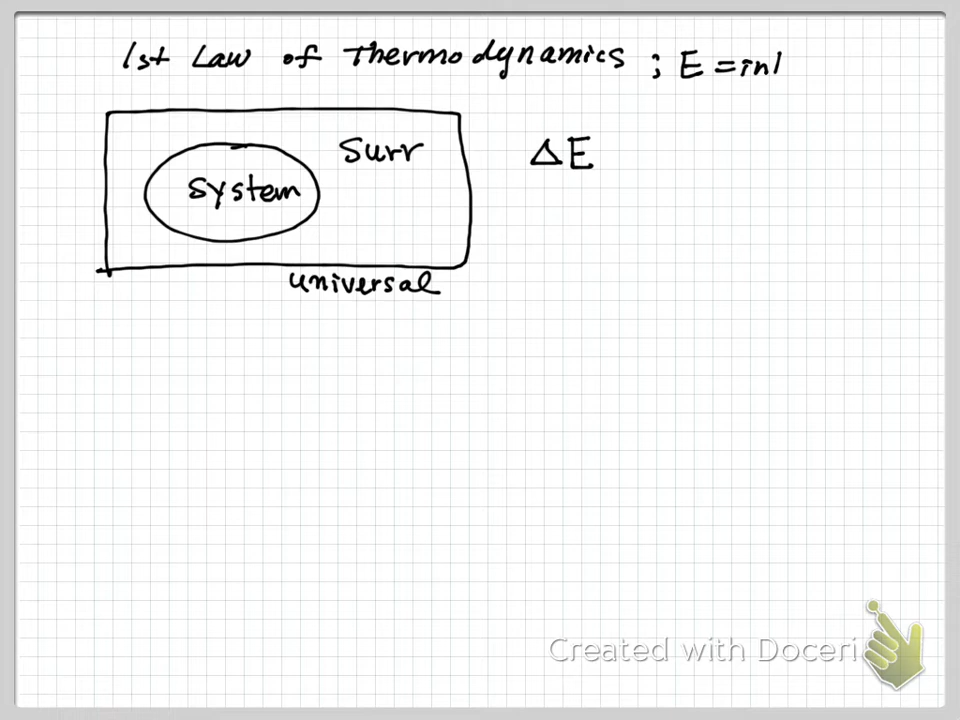 1st Law of Thermodynamics ; E = int
Surr
System
ΔE
universal
Created with Doceri